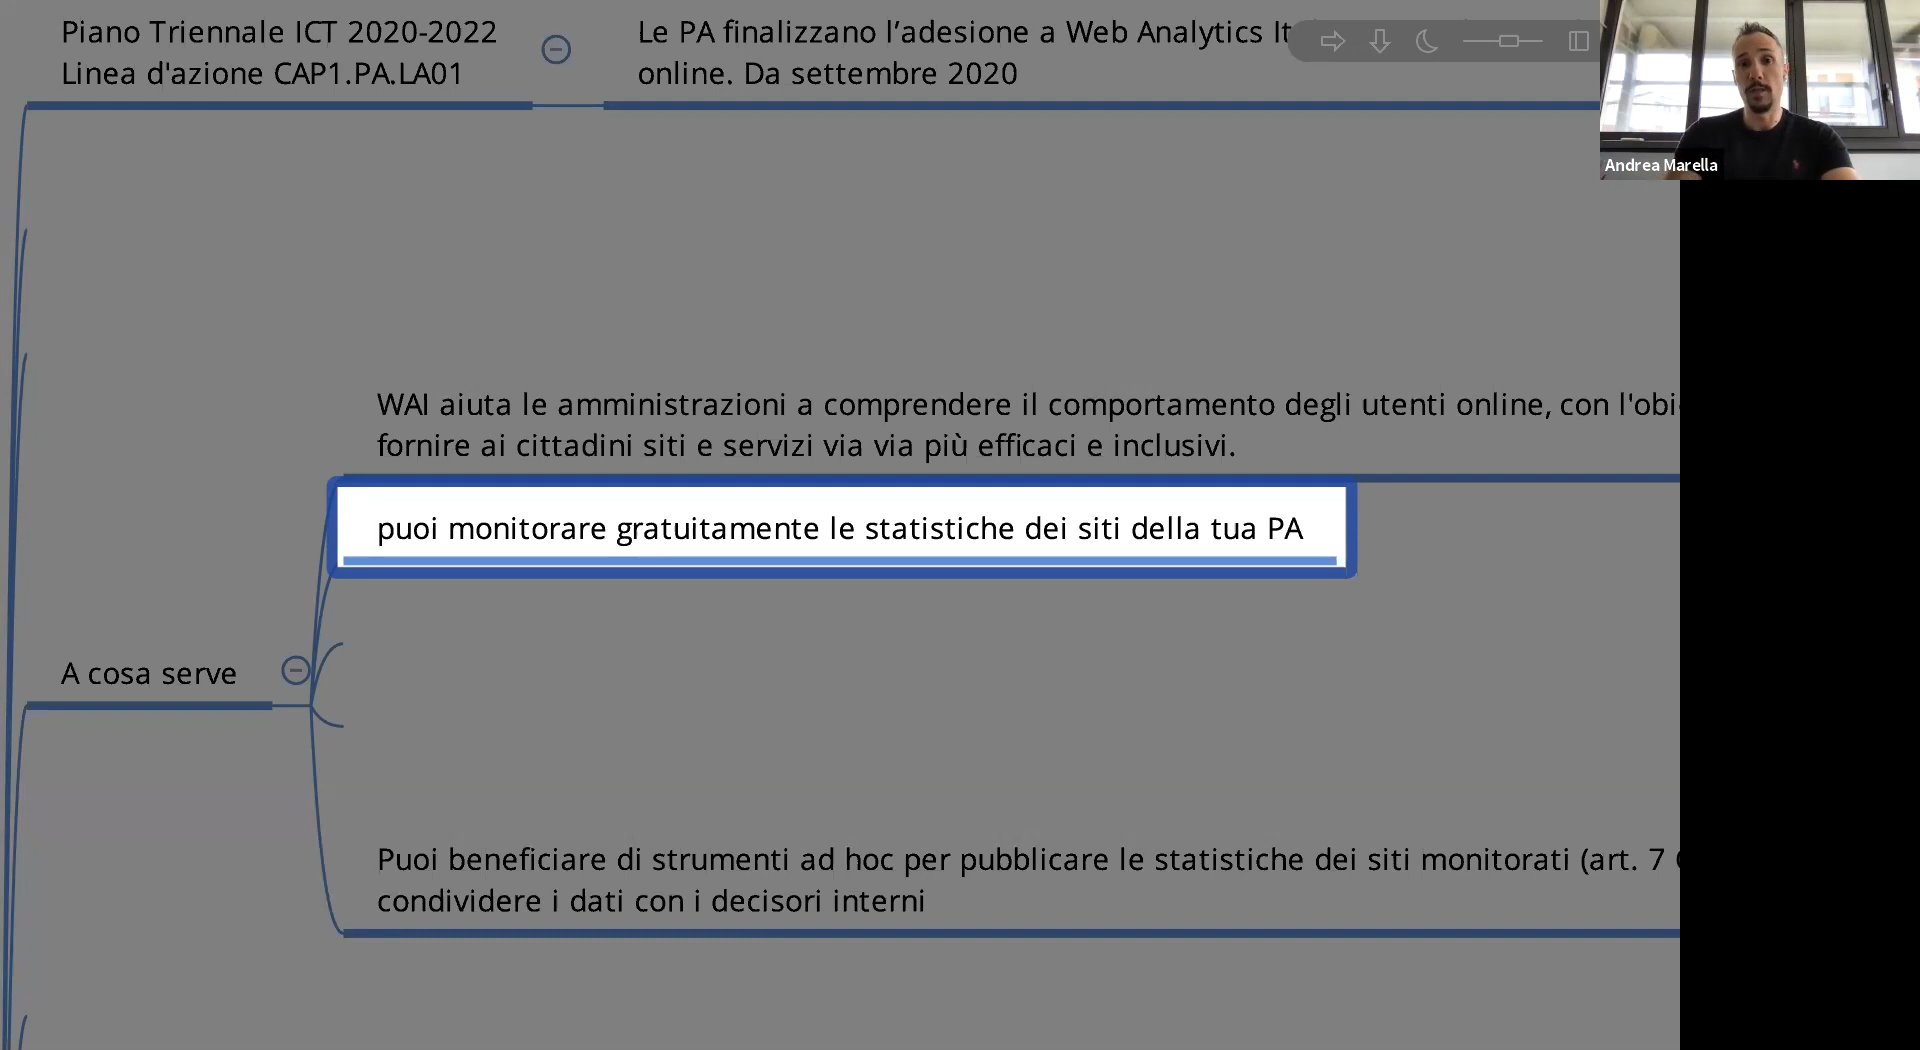 Piano Triennale ICT 2020-2022
Linea d'azione CAP1.PA.LA01
Le PA finalizzano l’adesione a Web Analytics
online. Da settembre 2020
Andrea Marella
WAI aiuta le amministrazioni a comprendere il comportamento degli utenti online, con
fornire ai cittadini siti e servizi via via più efficaci e inclusivi.
puoi monitorare gratuitamente le statistiche dei siti della tua PA
A cosa serve
Puoi beneficiare di strumenti ad hoc per pubblicare le statistiche dei siti monitorati (art. 7
condividere i dati con i decisori interni